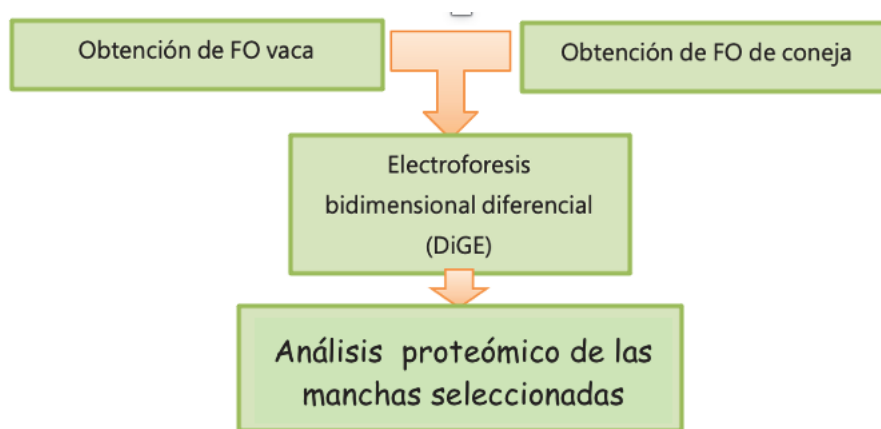 Obtención de FO vaca
Obtención de FO de coneja
Electroforesis
bidimensional diferencial
(DiGE)
Análisis proteómico de las
manchas seleccionadas